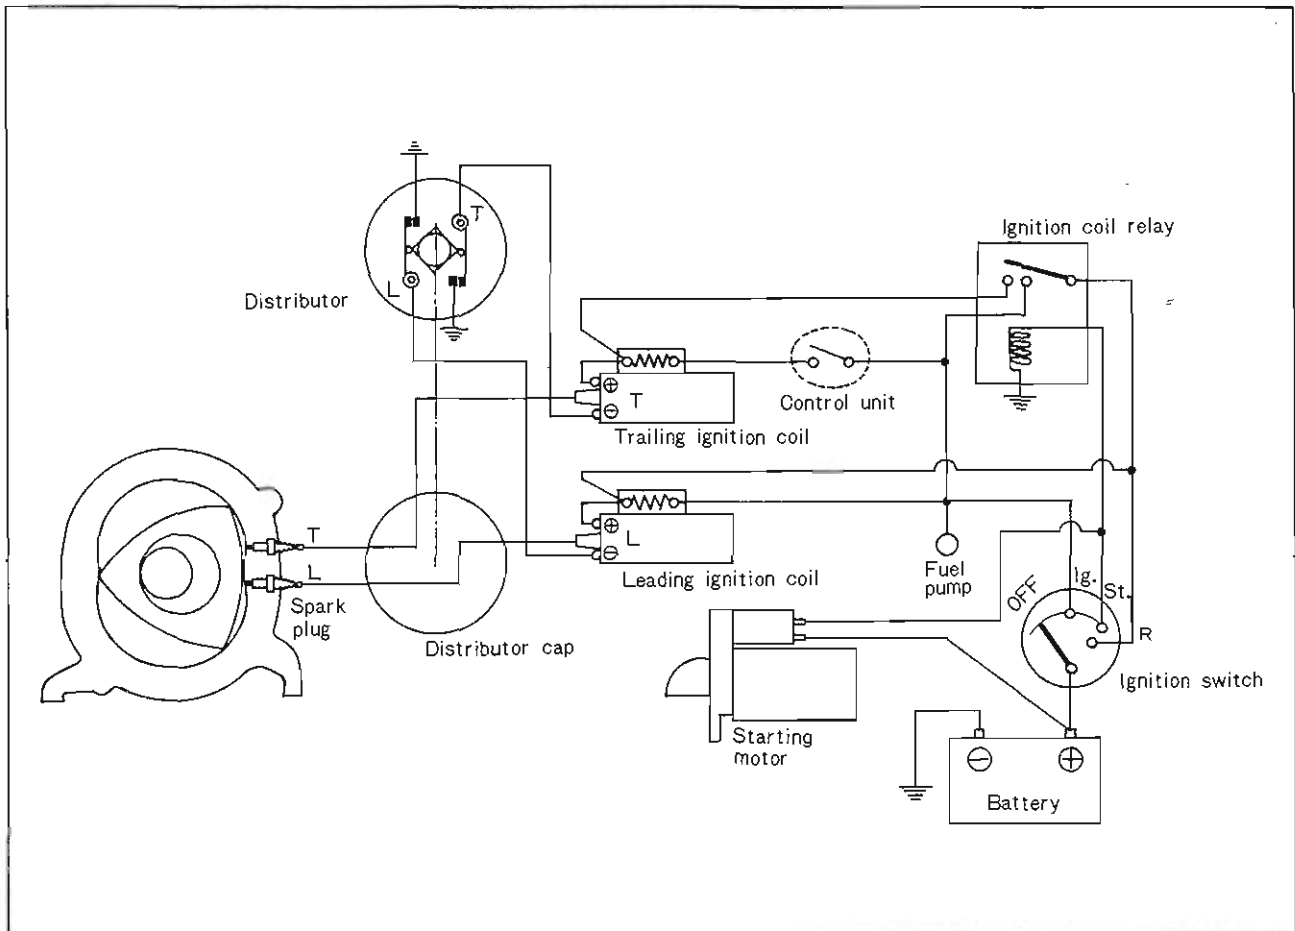 Ignition coil relay
T
L
Distributor
Control unit
T
Trailing ignition coil
L
Leading ignition coil
T
L
Spark
plug
Distributor cap
Fuel
pump
OFF
Ig.
St.
R
Ignition switch
Starting
motor
Battery